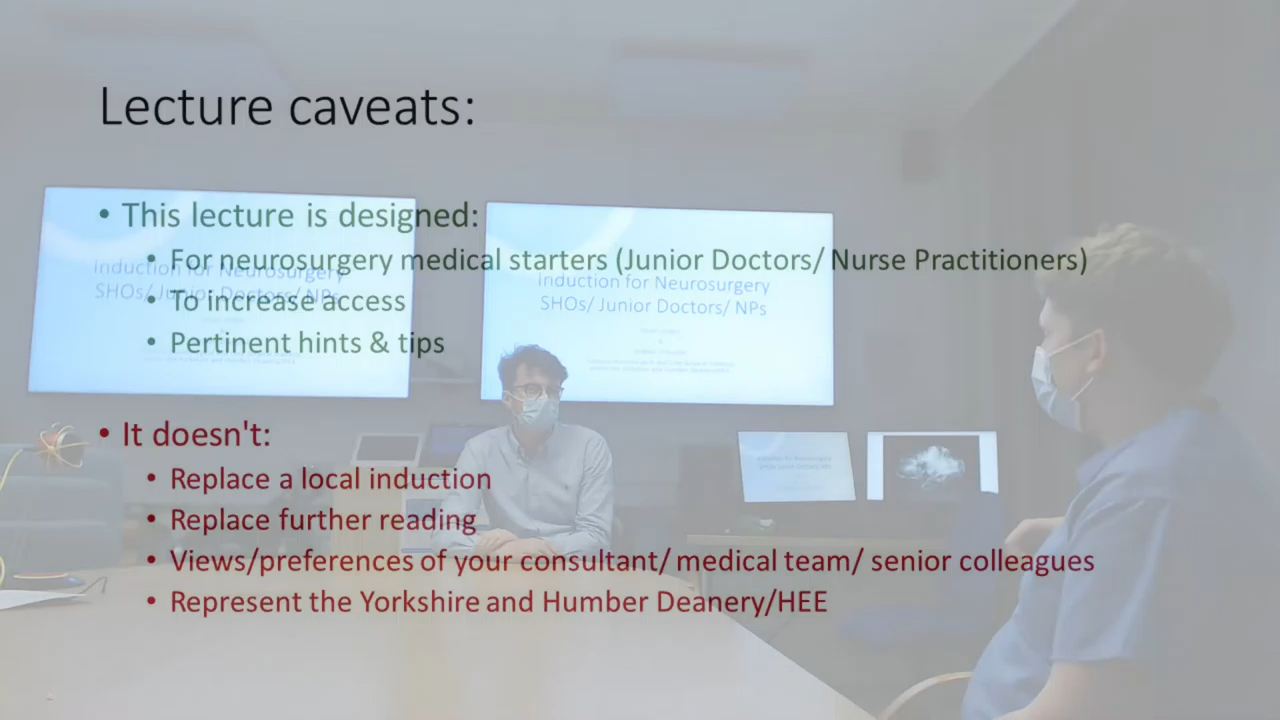 Lecture caveats:
• This lecture is designed:
• For neurosurgery medical starters (Junior Doctors/ Nurse Practitioners)
• To increase access
• Pertinent hints & tips
• It doesn't:
• Replace a local induction
• Replace further reading
• Views/preferences of your consultant/ medical team/ senior colleagues
• Represent the Yorkshire and Humber Deanery/HEE
Induction for Neurosurgery
SHOs/ Junior Doctors/ NPs
Induction for Neurosurgery
SHOs/ Junior Doctors/ NPs